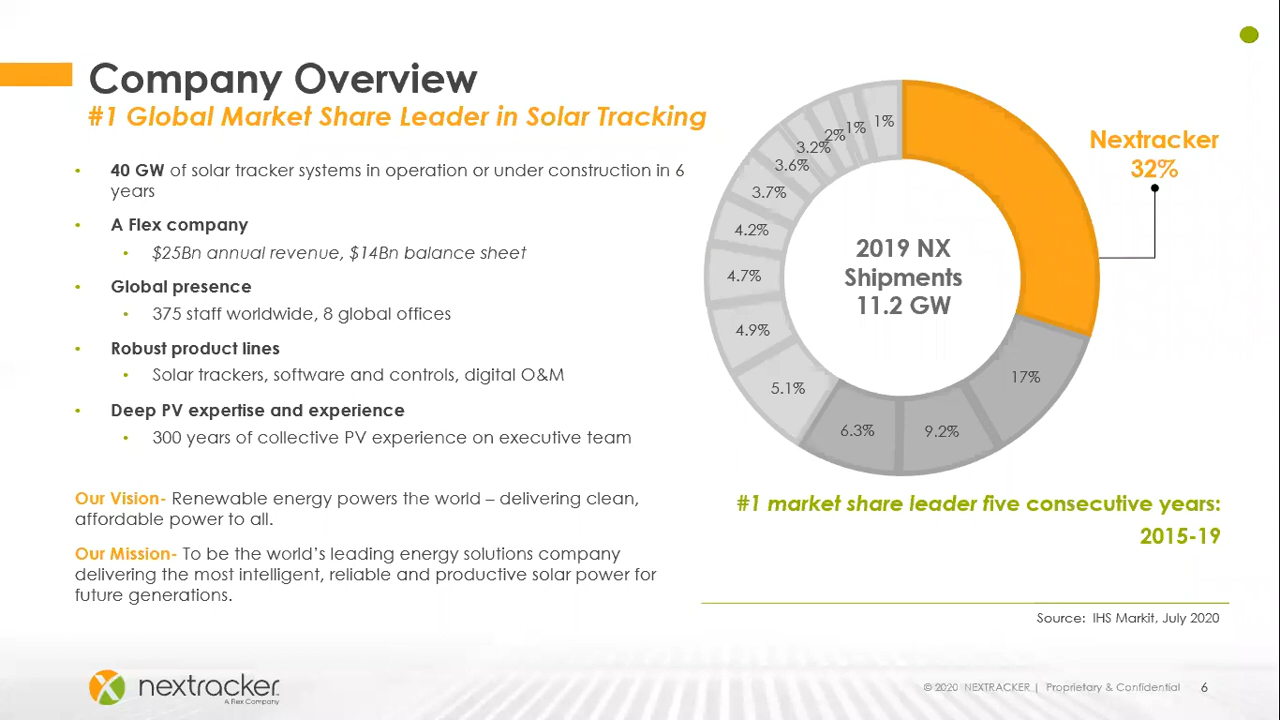 Company Overview
#1 Global Market Share Leader in Solar Tracking
• 40 GW of solar tracker systems in operation or under construction in 6
years
• A Flex company
• $25Bn annual revenue, $14Bn balance sheet
• Global presence
• 375 staff worldwide, 8 global offices
• Robust product lines
• Solar trackers, software and controls, digital O&M
• Deep PV expertise and experience
• 300 years of collective PV experience on executive team
Our Vision- Renewable energy powers the world – delivering clean,
affordable power to all.
Our Mission- To be the world's leading energy solutions company
delivering the most intelligent, reliable and productive solar power for
future generations.
Nextracker
32%
17%
9.2%
6.3%
5.1%
4.9%
4.7%
4.2%
3.7%
3.6%
3.2%
2%
1%
1%
2019 NX
Shipments
11.2 GW
#1 market share leader five consecutive years:
2015-19
Source: IHS Markit, July 2020
nextracker
A Flex Company
© 2020 NEXTRACKER | Proprietary & Confidential 6